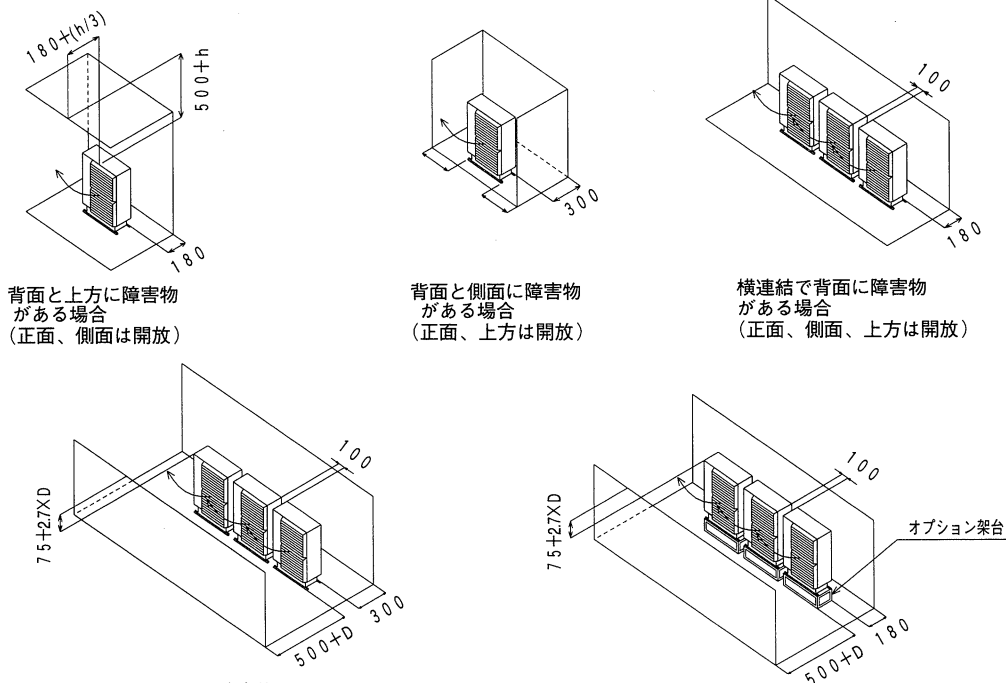 180+(h/3)
500+h
180
背面と上方に障害物
がある場合
(正面、側面は開放)
300
背面と側面に障害物
がある場合
(正面、上方は開放)
100
180
横連結で背面に障害物
がある場合
(正面、側面、上方は開放)
75+2.7XD
100
300
500+D
75+2.7XD
100
オプション架台
180
500+D